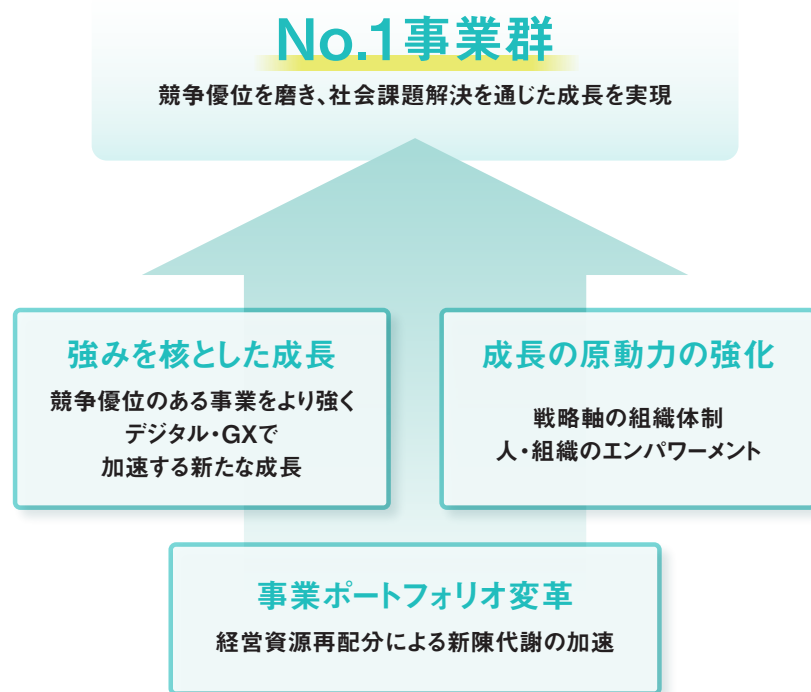 No.1事業群
競争優位を磨き、社会課題解決を通じた成長を実現
強みを核とした成長
競争優位のある事業をより強く
デジタル・GXで
加速する新たな成長
成長の原動力の強化
戦略軸の組織体制
人・組織のエンパワーメント
事業ポートフォリオ変革
経営資源再配分による新陳代謝の加速